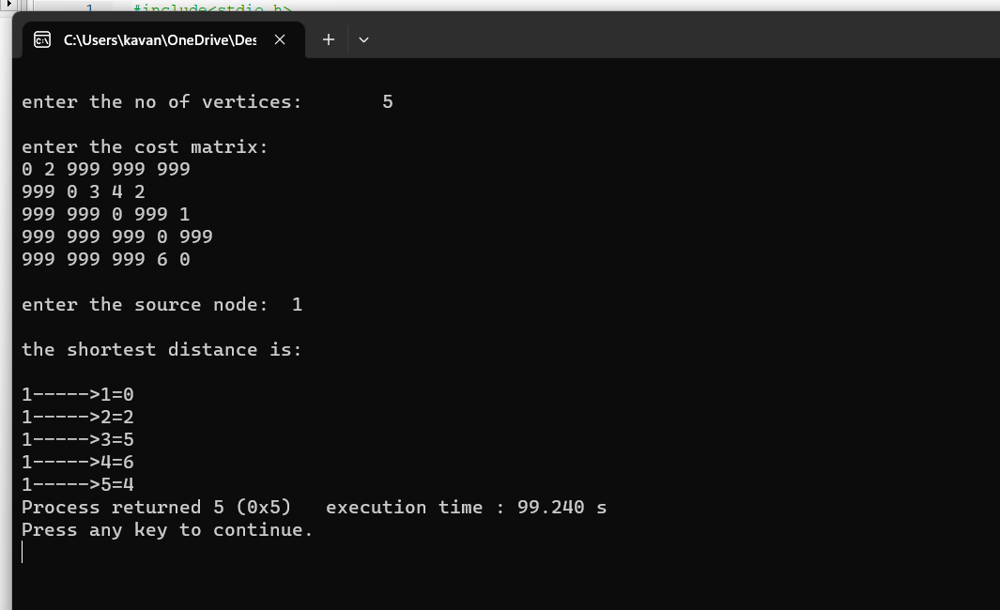 1 #include<stdio.h>
C:\Users\kavan\OneDrive\Des
enter the no of vertices: 5
enter the cost matrix:
0 2 999 999 999
999 0 3 4 2
999 999 0 999 1
999 999 999 0 999
999 999 999 6 0
enter the source node: 1
the shortest distance is:
1----->1=0
1----->2=2
1----->3=5
1----->4=6
1----->5=4
Process returned 5 (0x5) execution time : 99.240 s
Press any key to continue.